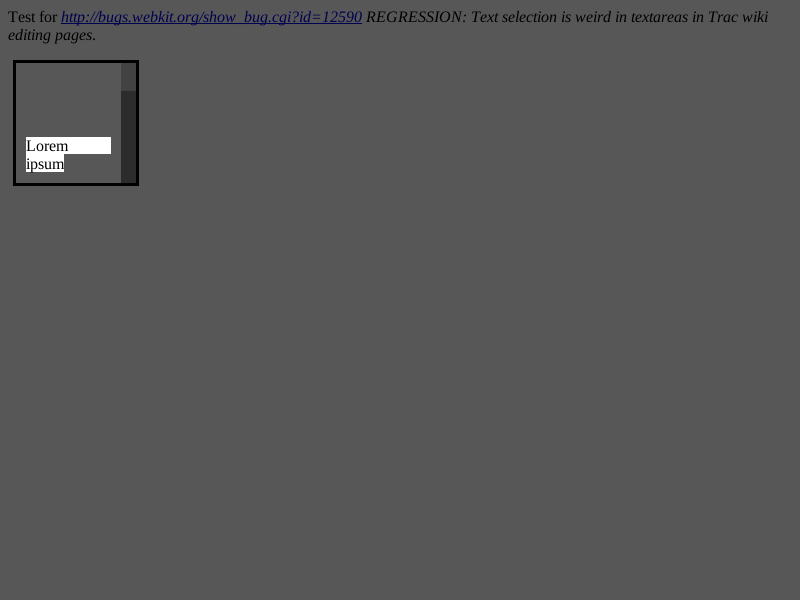 Test for http://bugs.webkit.org/show_bug.cgi?id=12590 REGRESSION: Text selection is weird in textareas in Trac wiki
editing pages.
Lorem
ipsum